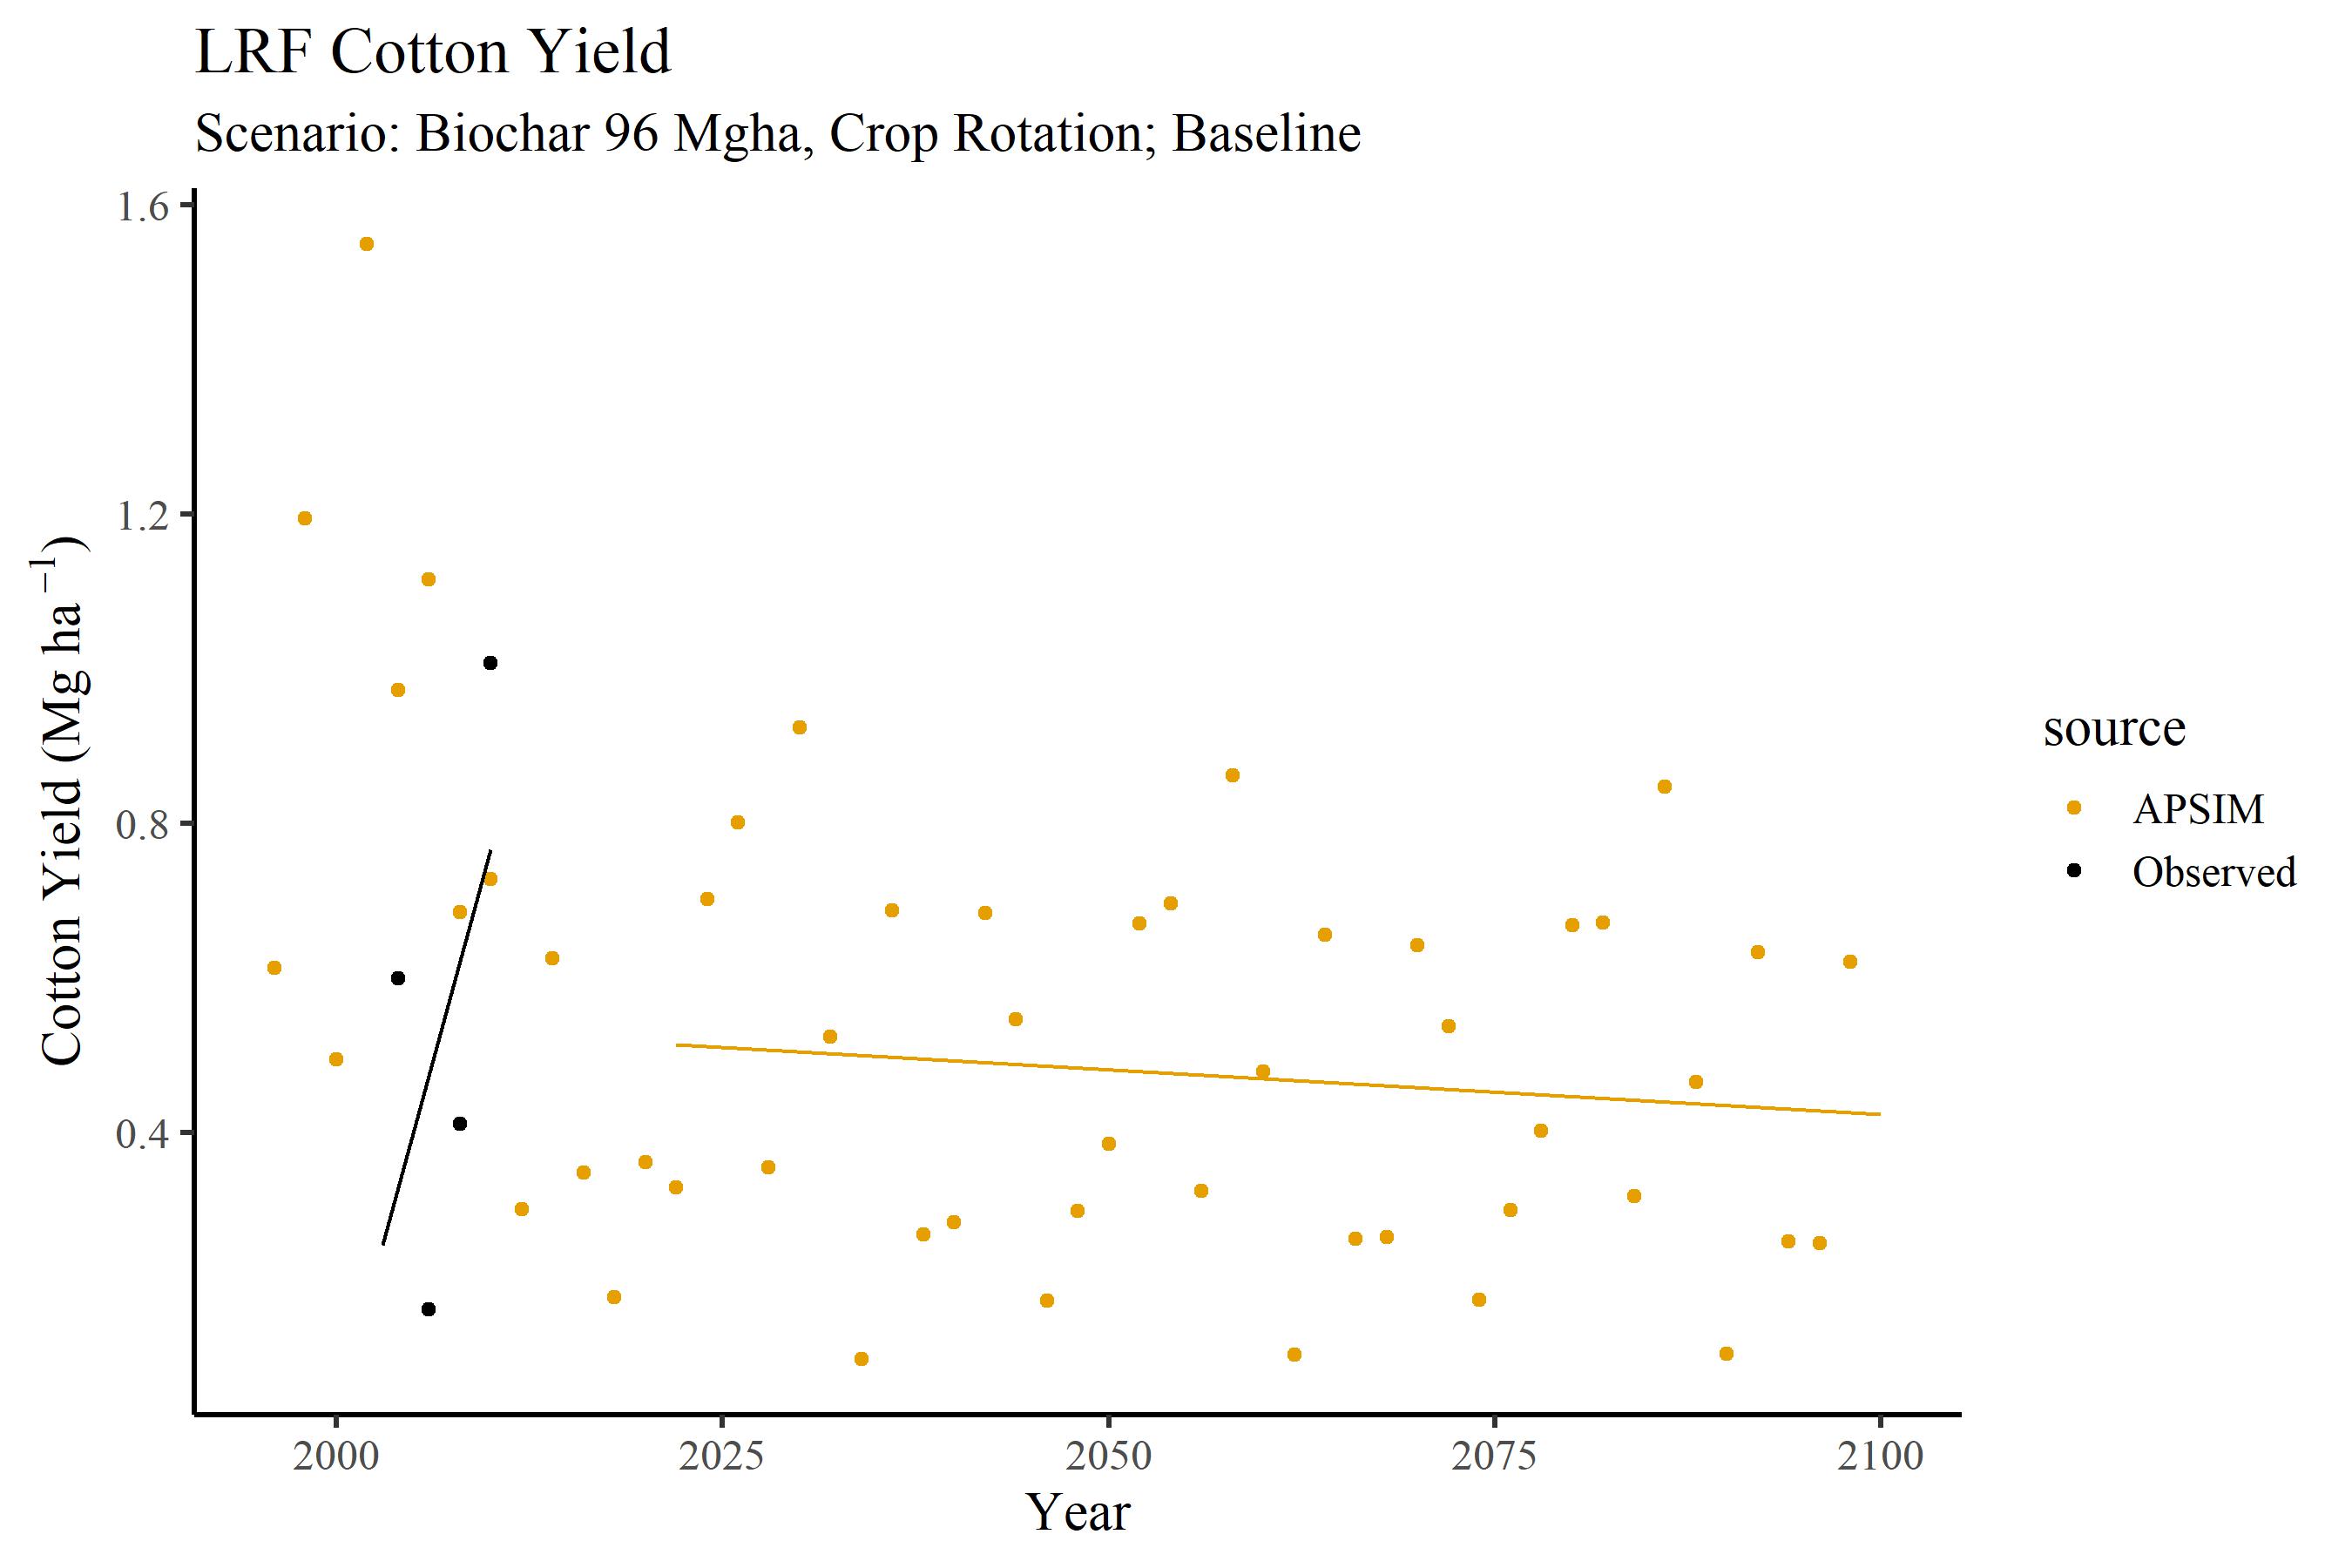 LRF Cotton Yield
Scenario: Biochar 96 Mgha, Crop Rotation; Baseline
Cotton Yield (Mg ha −1)
1.6
1.2
0.8
0.4
2000 2025 2050 2075 2100
Year
source
APSIM
Observed